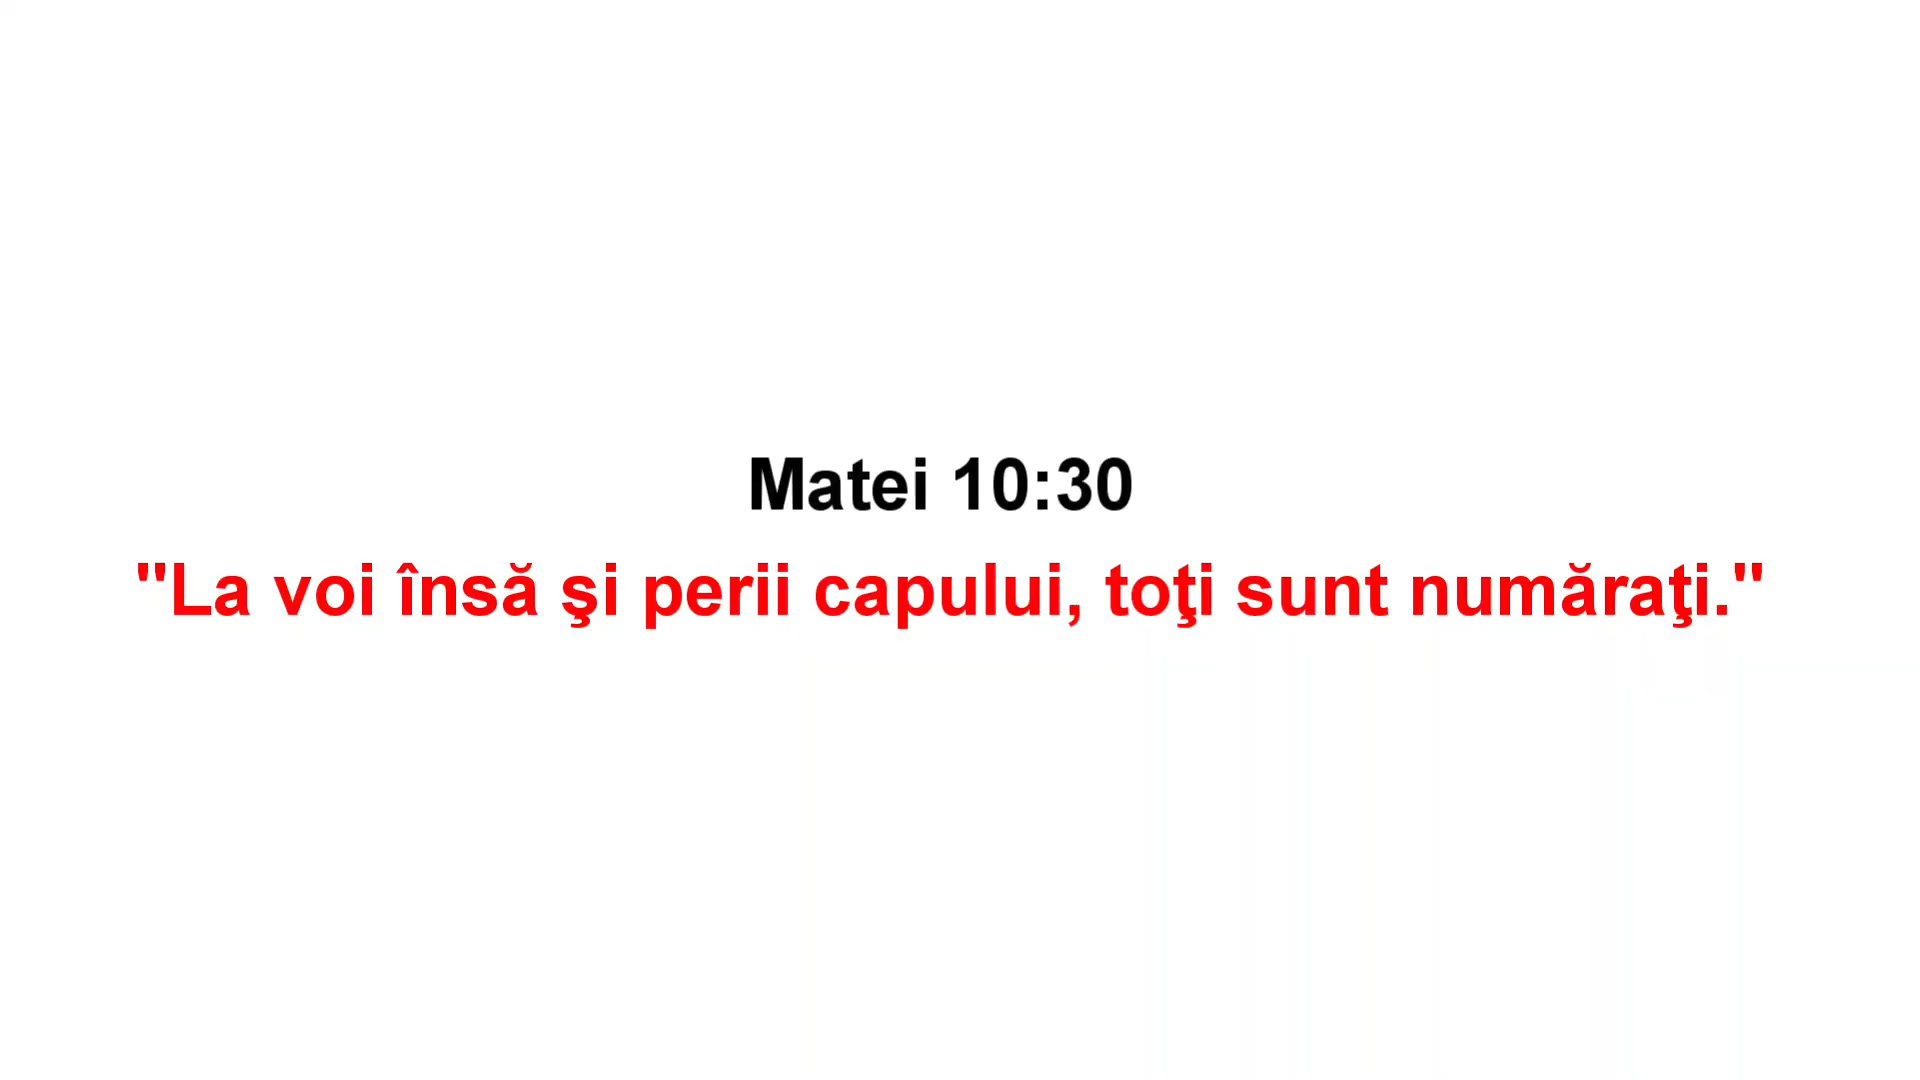 Matei 10:30
"La voi însă şi perii capului, toţi sunt număraţi."